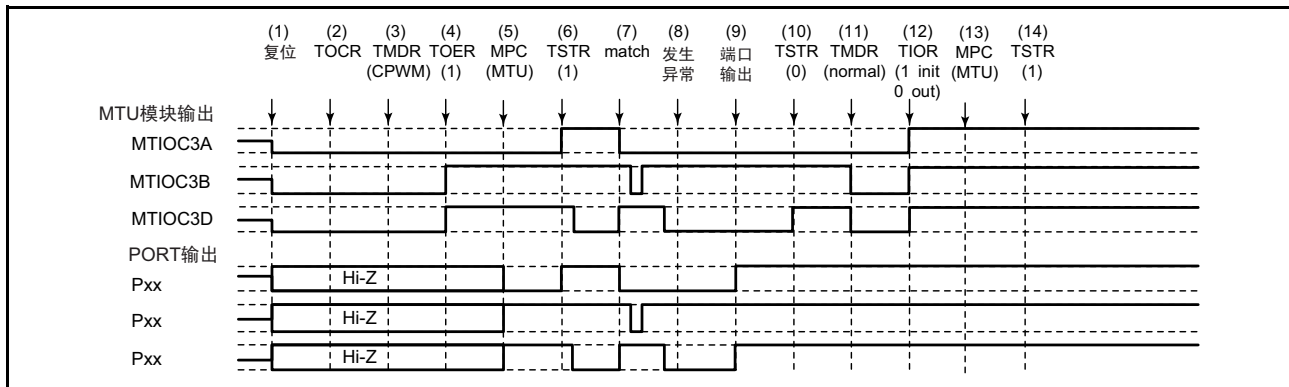 (1) (2) (3) (4) (5) (6) (7) (8) (9) (10) (11) (12) (13) (14)
复位 TOCR TMDR TOER MPC TSTR match 发生 端口 TSTR TMDR TIOR MPC TSTR
(CPWM) (1) (MTU) (1) 异常 输出 (0) (normal) (1 init (MTU) (1)
0 out)
MTU模块输出
MTIOC3A
MTIOC3B
MTIOC3D
PORT输出
Pxx Hi-Z
Pxx Hi-Z
Pxx Hi-Z